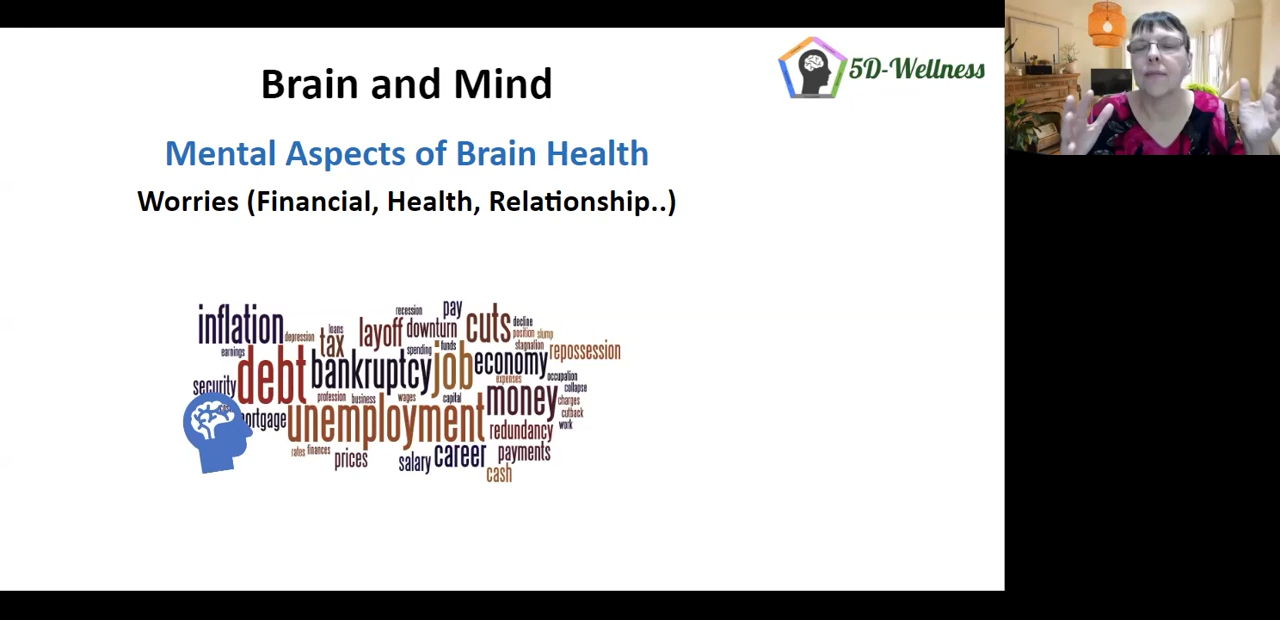 Brain and Mind
5D-Wellness
Mental Aspects of Brain Health
Worries (Financial, Health, Relationship..)
inflation
depression
loans
tax
layoff
recession
downturn
pay
cuts
decline
position
slump
stagnation
earnings
spending
funds
repossession
debt
bankruptcy
job
economy
expenses
occupation
security
collapse
profession
business
wages
capital
money
charges
cutback
work
mortgage
unemployment
redundancy
rates
finances
prices
salary
career
payments
cash